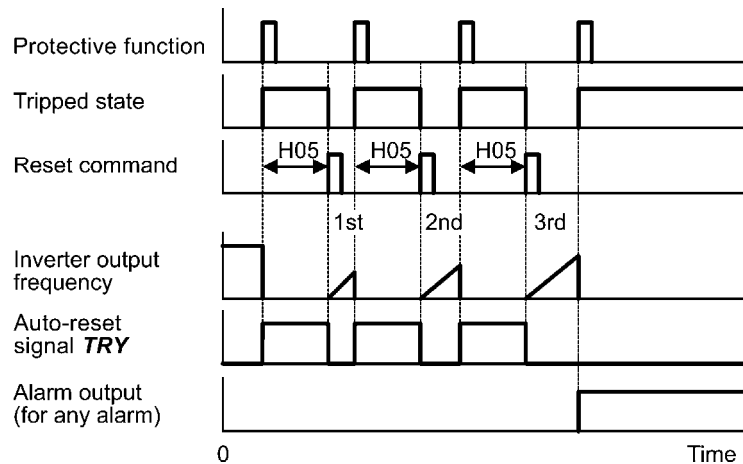 Protective function
Tripped state
H05 H05 H05
Reset command
1st 2nd 3rd
Inverter output
frequency
Auto-reset
signal TRY
Alarm output
(for any alarm)
0 Time